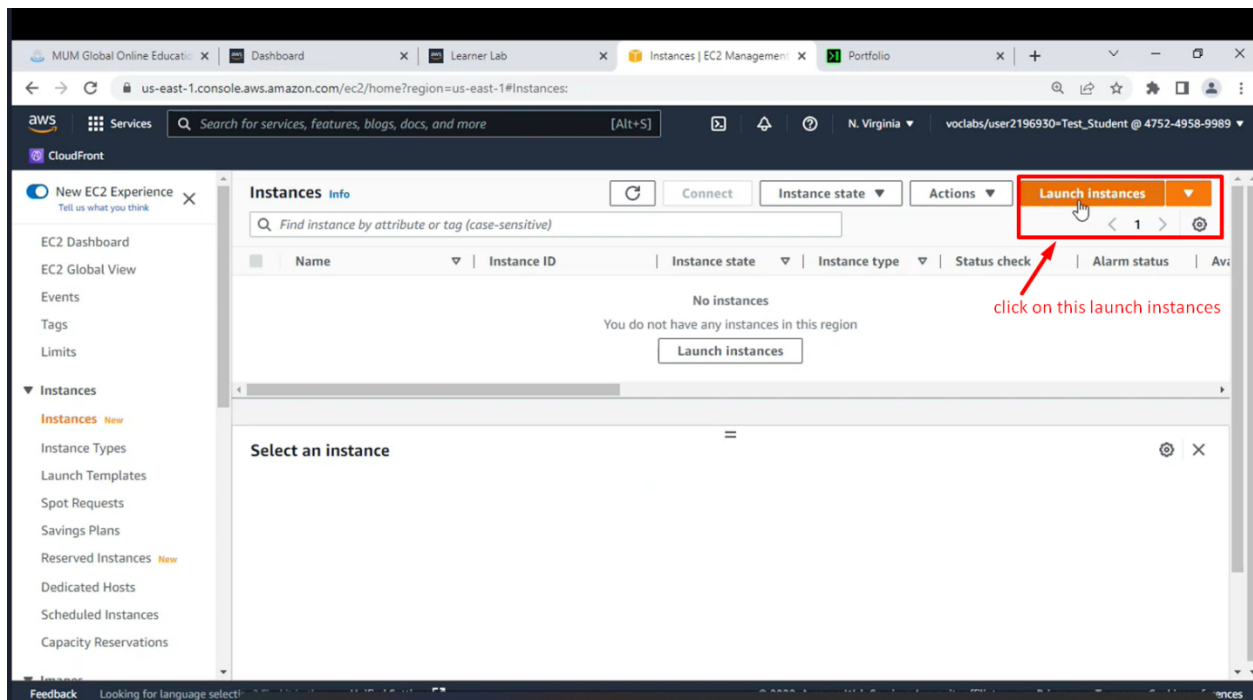 MUM Global Online Educatio
Dashboard
Learner Lab
Instances | EC2 Management
Portfolio
us-east-1.console.aws.amazon.com/ec2/home?region=us-east-1#Instances:
aws
Services
Search for services, features, blogs, docs, and more
[Alt+S]
N. Virginia
voclabs/user2196930=Test_Student @ 4752-4958-9989
CloudFront
New EC2 Experience
Tell us what you think
EC2 Dashboard
EC2 Global View
Events
Tags
Limits
Instances
Instances New
Instance Types
Launch Templates
Spot Requests
Savings Plans
Reserved Instances New
Dedicated Hosts
Scheduled Instances
Capacity Reservations
Images
Instances Info
Connect
Instance state
Actions
Launch instances
Find instance by attribute or tag (case-sensitive)
1
Name
Instance ID
Instance state
Instance type
Status check
Alarm status
Ava
No instances
click on this launch instances
You do not have any instances in this region
Launch instances
Select an instance
Feedback
Looking for language selecti